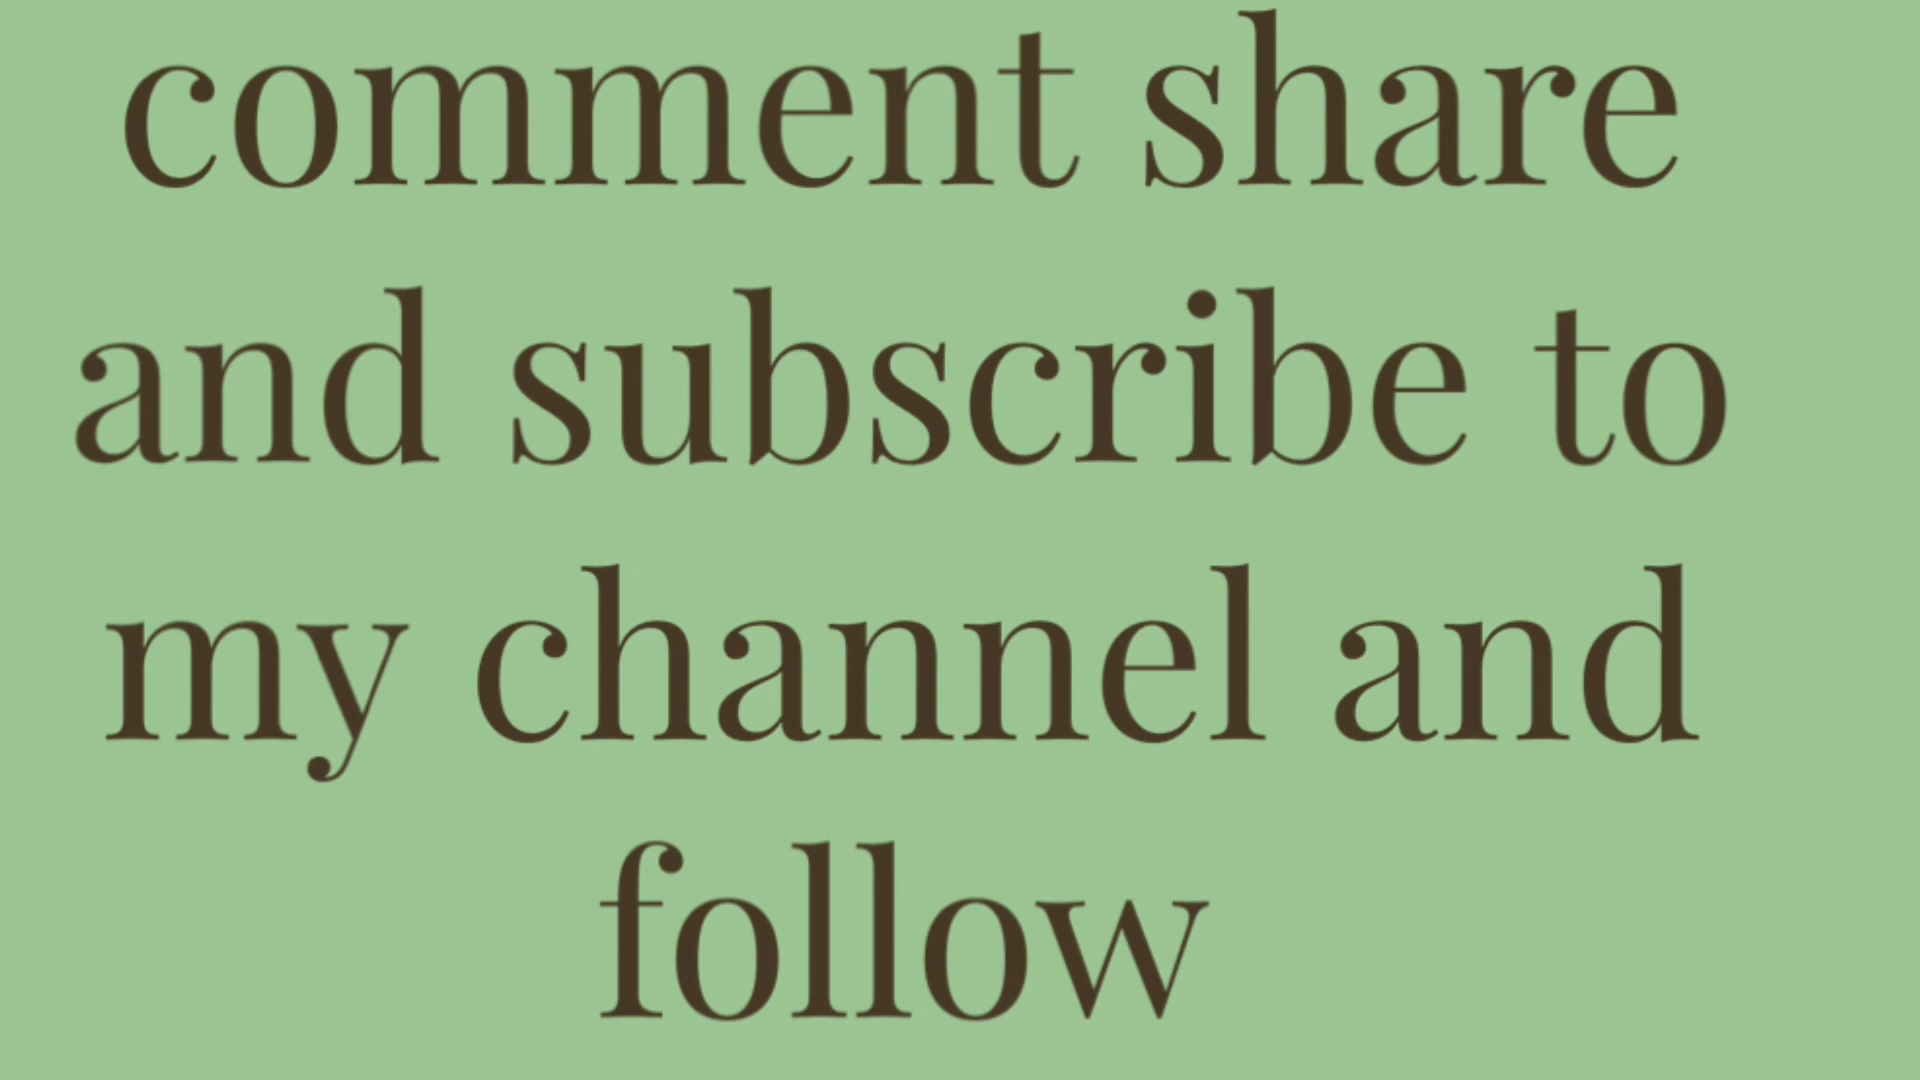 comment share
and subscribe to
my channel and
follow